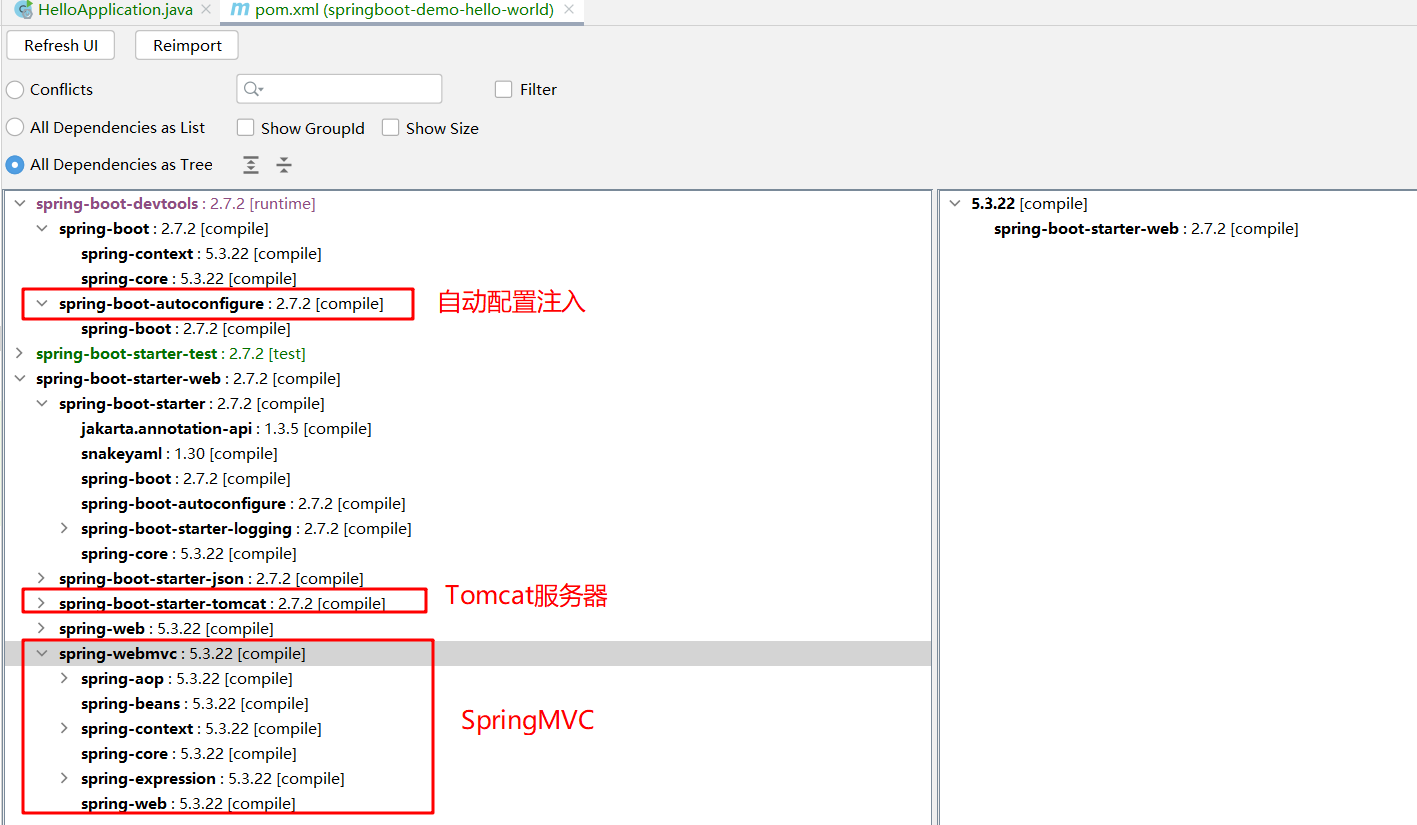 HelloApplication.java
pom.xml (springboot-demo-hello-world)
Refresh UI
Reimport
Conflicts
Filter
All Dependencies as List
Show GroupId
Show Size
All Dependencies as Tree
spring-boot-devtools : 2.7.2 [runtime]
spring-boot : 2.7.2 [compile]
spring-context : 5.3.22 [compile]
spring-core : 5.3.22 [compile]
spring-boot-autoconfigure : 2.7.2 [compile]
自动配置注入
spring-boot : 2.7.2 [compile]
spring-boot-starter-test : 2.7.2 [test]
spring-boot-starter-web : 2.7.2 [compile]
spring-boot-starter : 2.7.2 [compile]
jakarta.annotation-api : 1.3.5 [compile]
snakeyaml : 1.30 [compile]
spring-boot : 2.7.2 [compile]
spring-boot-autoconfigure : 2.7.2 [compile]
spring-boot-starter-logging : 2.7.2 [compile]
spring-core : 5.3.22 [compile]
spring-boot-starter-json : 2.7.2 [compile]
spring-boot-starter-tomcat : 2.7.2 [compile]
Tomcat服务器
spring-web : 5.3.22 [compile]
spring-webmvc : 5.3.22 [compile]
spring-aop : 5.3.22 [compile]
spring-beans : 5.3.22 [compile]
spring-context : 5.3.22 [compile]
SpringMVC
spring-core : 5.3.22 [compile]
spring-expression : 5.3.22 [compile]
spring-web : 5.3.22 [compile]
5.3.22 [compile]
spring-boot-starter-web : 2.7.2 [compile]